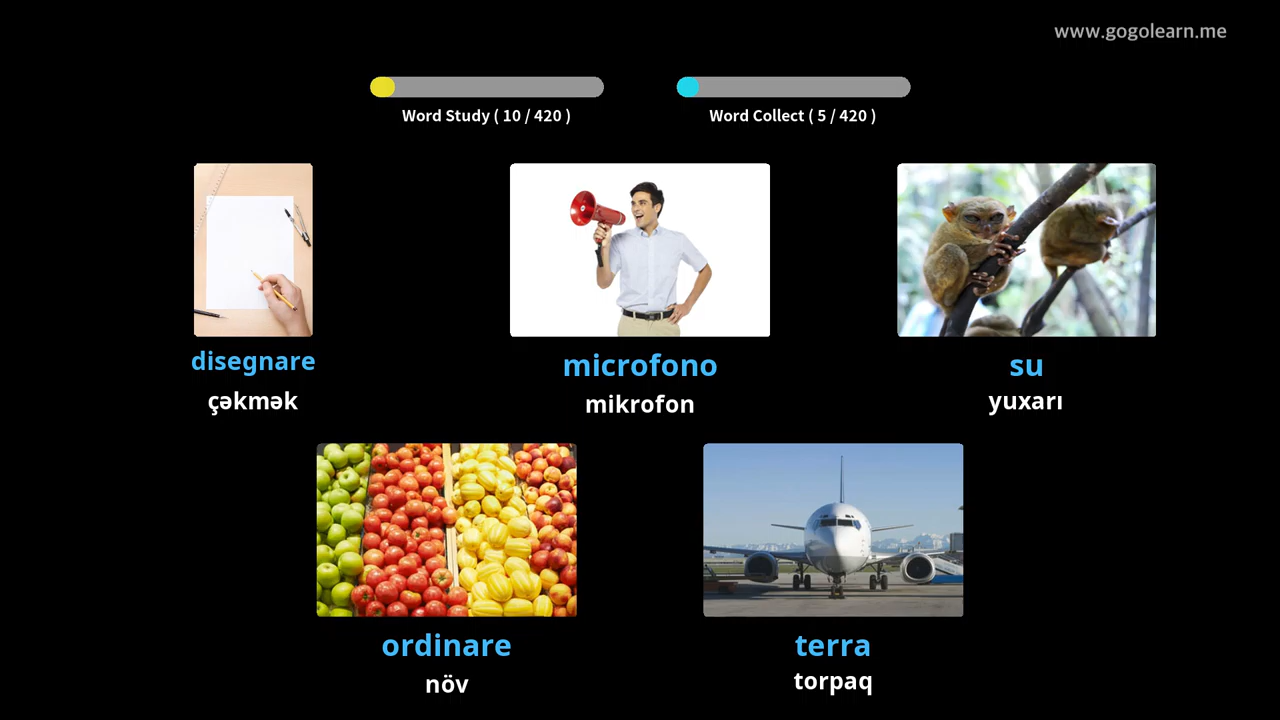 www.gogolearn.me
Word Study ( 10 / 420 )
Word Collect ( 5 / 420 )
disegnare
çəkmək
microfono
mikrofon
su
yuxarı
ordinare
növ
terra
torpaq